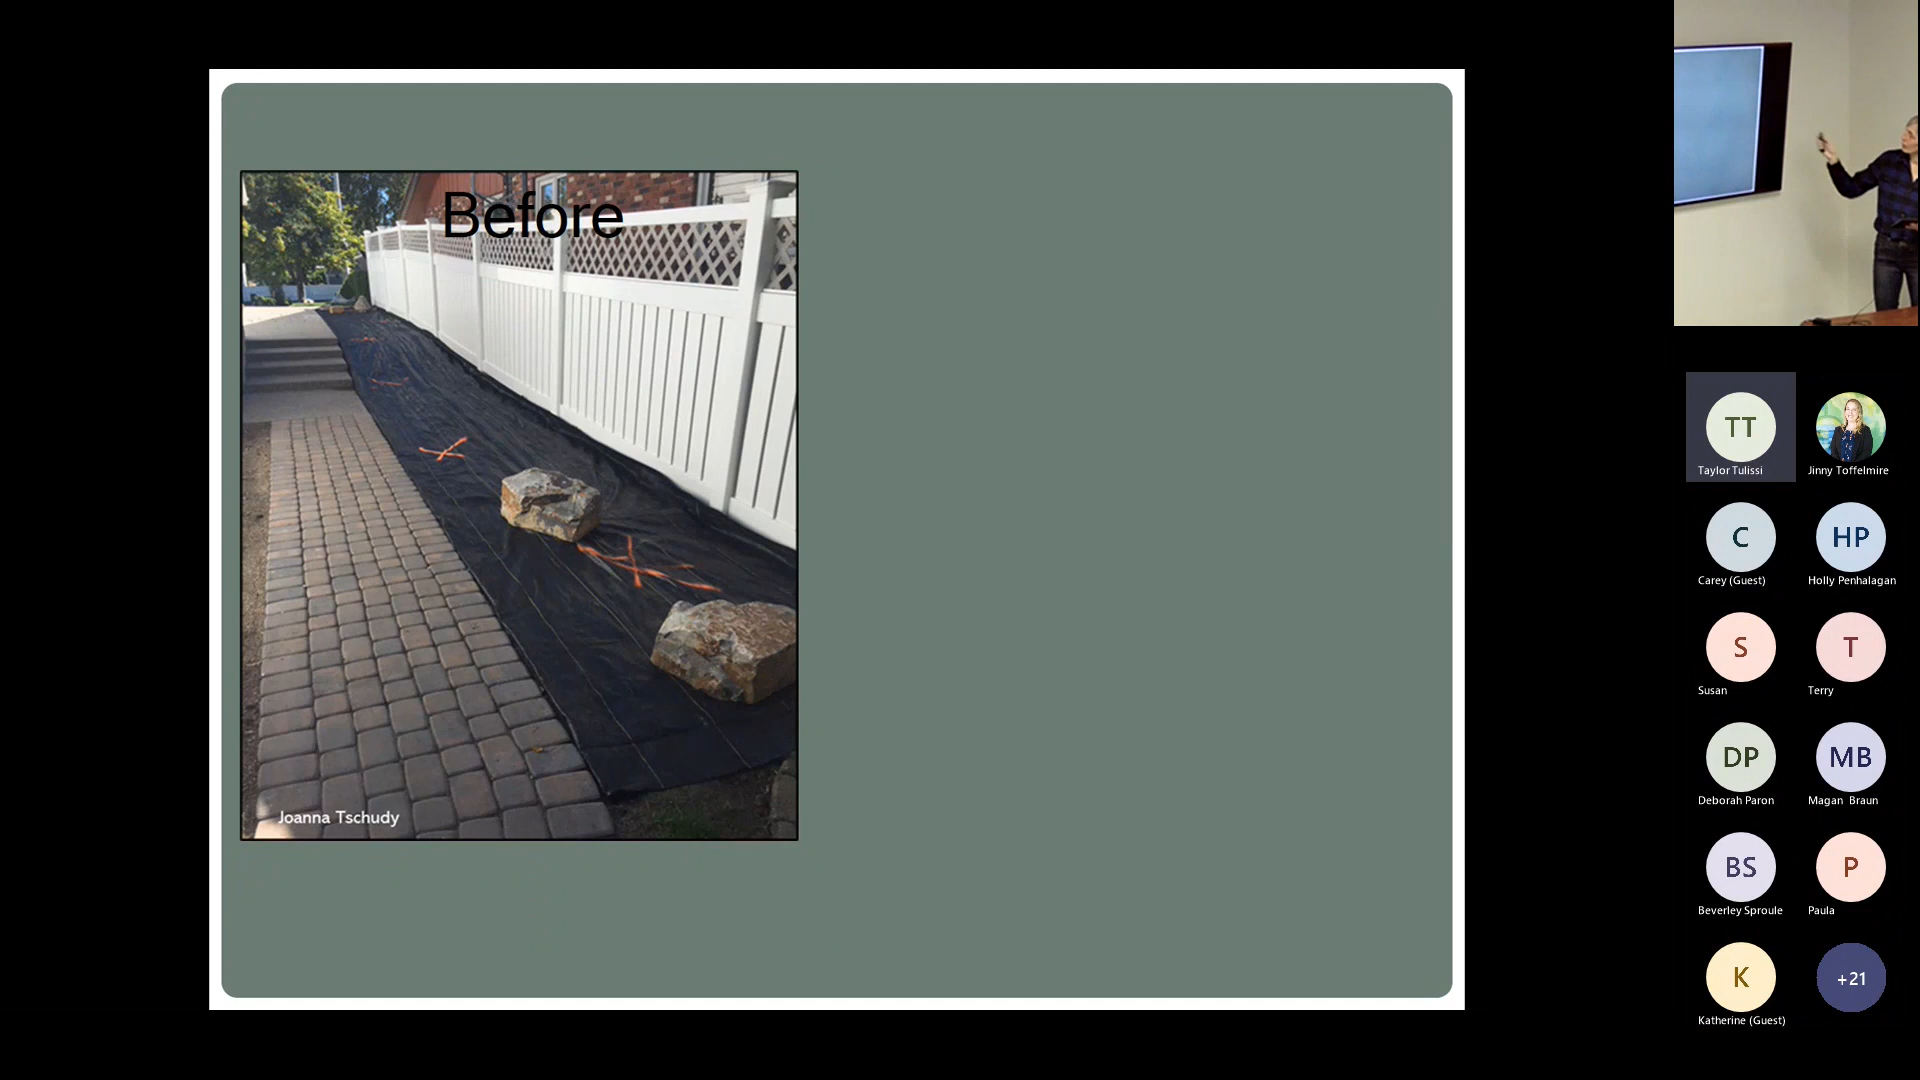 Before
Joanna Tschudy
TT
Taylor Tulissi
Jinny Toffelmire
C
Carey (Guest)
HP
Holly Penhalagan
S
Susan
T
Terry
DP
Deborah Paron
MB
Magan Braun
BS
Beverley Sproule
P
Paula
K
Katherine (Guest)
+21